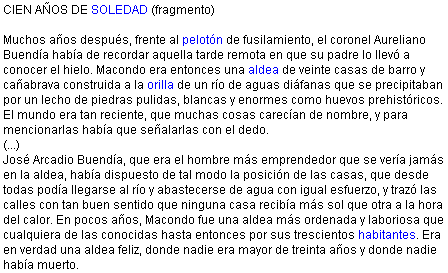 CIEN AÑOS DE SOLEDAD (fragmento)
Muchos años después, frente al pelotón de fusilamiento, el coronel Aureliano
Buendía había de recordar aquella tarde remota en que su padre lo llevó a
conocer el hielo. Macondo era entonces una aldea de veinte casas de barro y
cañabrava construida a la orilla de un río de aguas diáfanas que se precipitaban
por un lecho de piedras pulidas, blancas y enormes como huevos prehistóricos.
El mundo era tan reciente, que muchas cosas carecían de nombre, y para
mencionarlas había que señalarlas con el dedo.
(...)
José Arcadio Buendía, que era el hombre más emprendedor que se vería jamás
en la aldea, había dispuesto de tal modo la posición de las casas, que desde
todas podía llegarse al río y abastecerse de agua con igual esfuerzo, y trazó las
calles con tan buen sentido que ninguna casa recibía más sol que otra a la hora
del calor. En pocos años, Macondo fue una aldea más ordenada y laboriosa que
cualquiera de las conocidas hasta entonces por sus trescientos habitantes. Era
en verdad una aldea feliz, donde nadie era mayor de treinta años y donde nadie
había muerto.